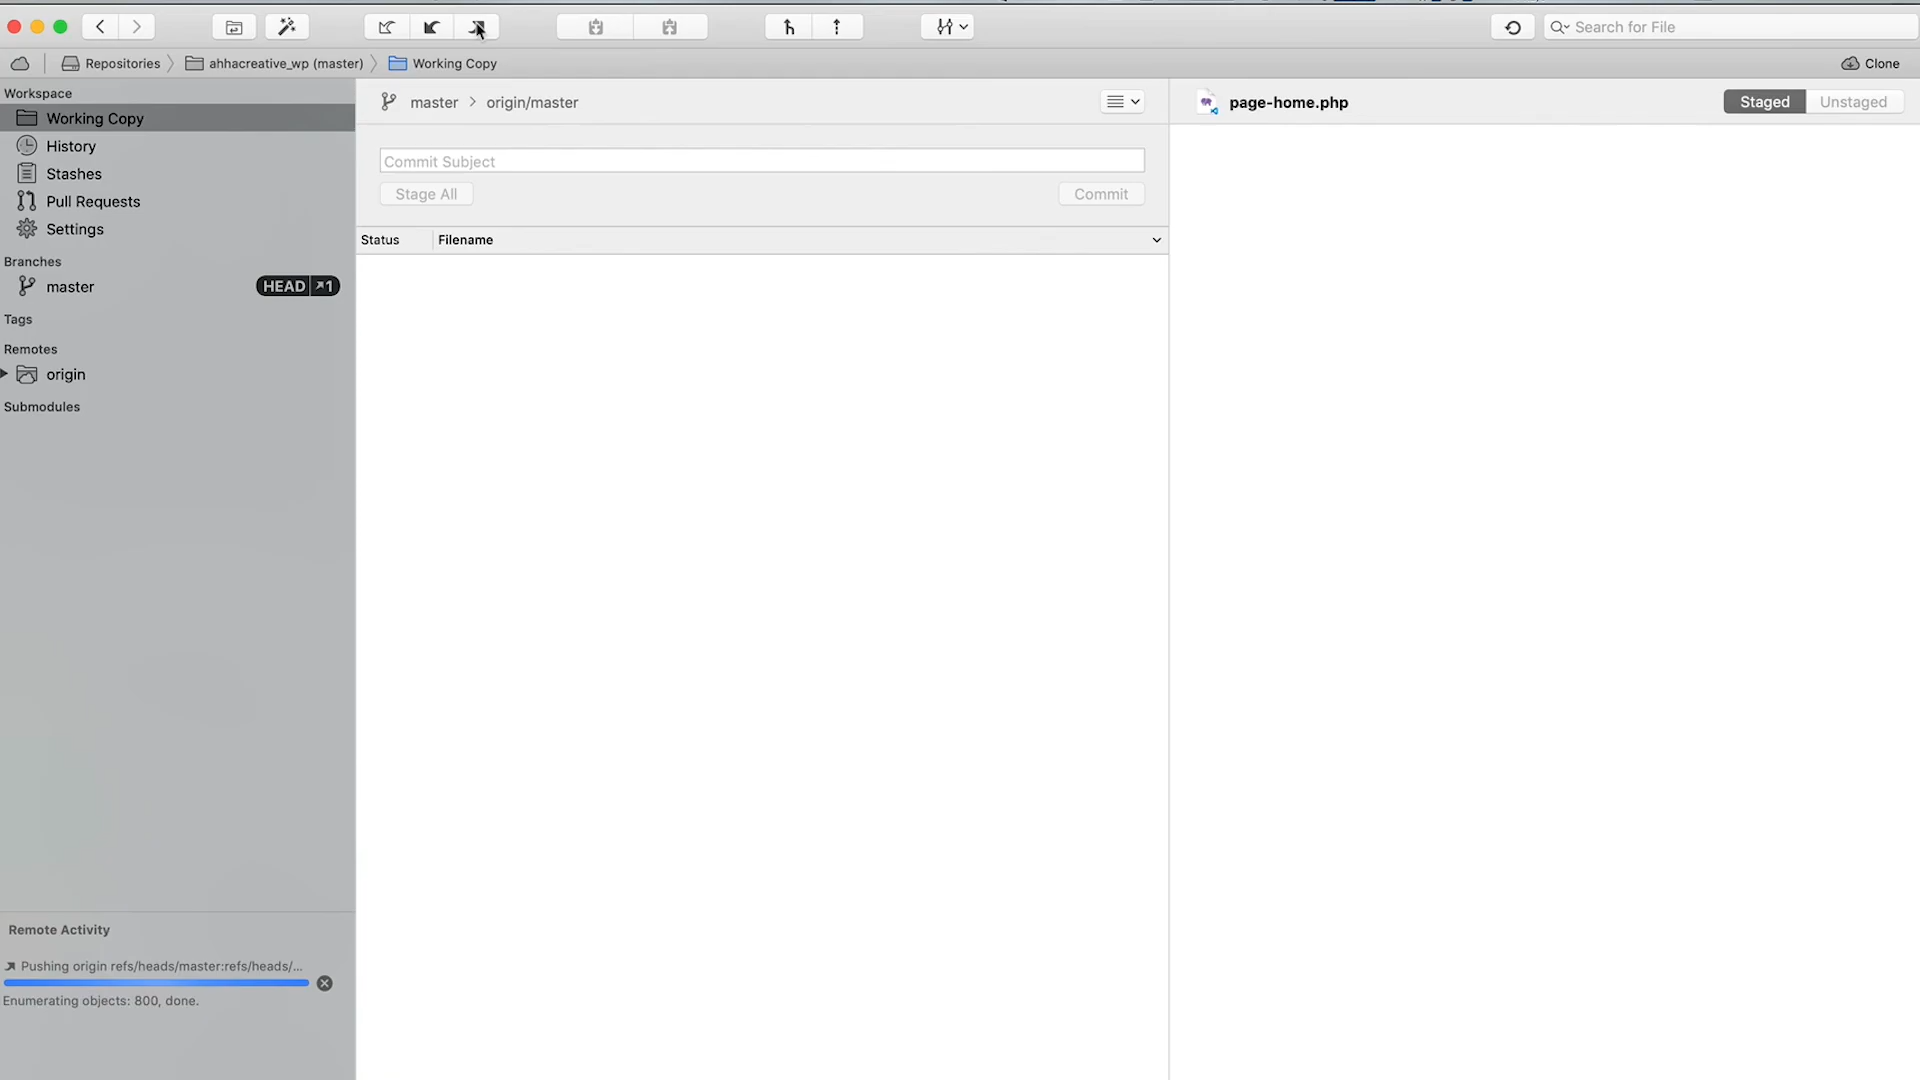 Search for File
Repositories
ahhacreative_wp (master)
Working Copy
Clone
Workspace
Working Copy
History
Stashes
Pull Requests
Settings
Branches
master
HEAD 1
Tags
Remotes
origin
Submodules
Remote Activity
Pushing origin refs/heads/master:refs/heads/...
Enumerating objects: 800, done.
master > origin/master
Commit Subject
Stage All
Commit
Status
Filename
page-home.php
Staged
Unstaged